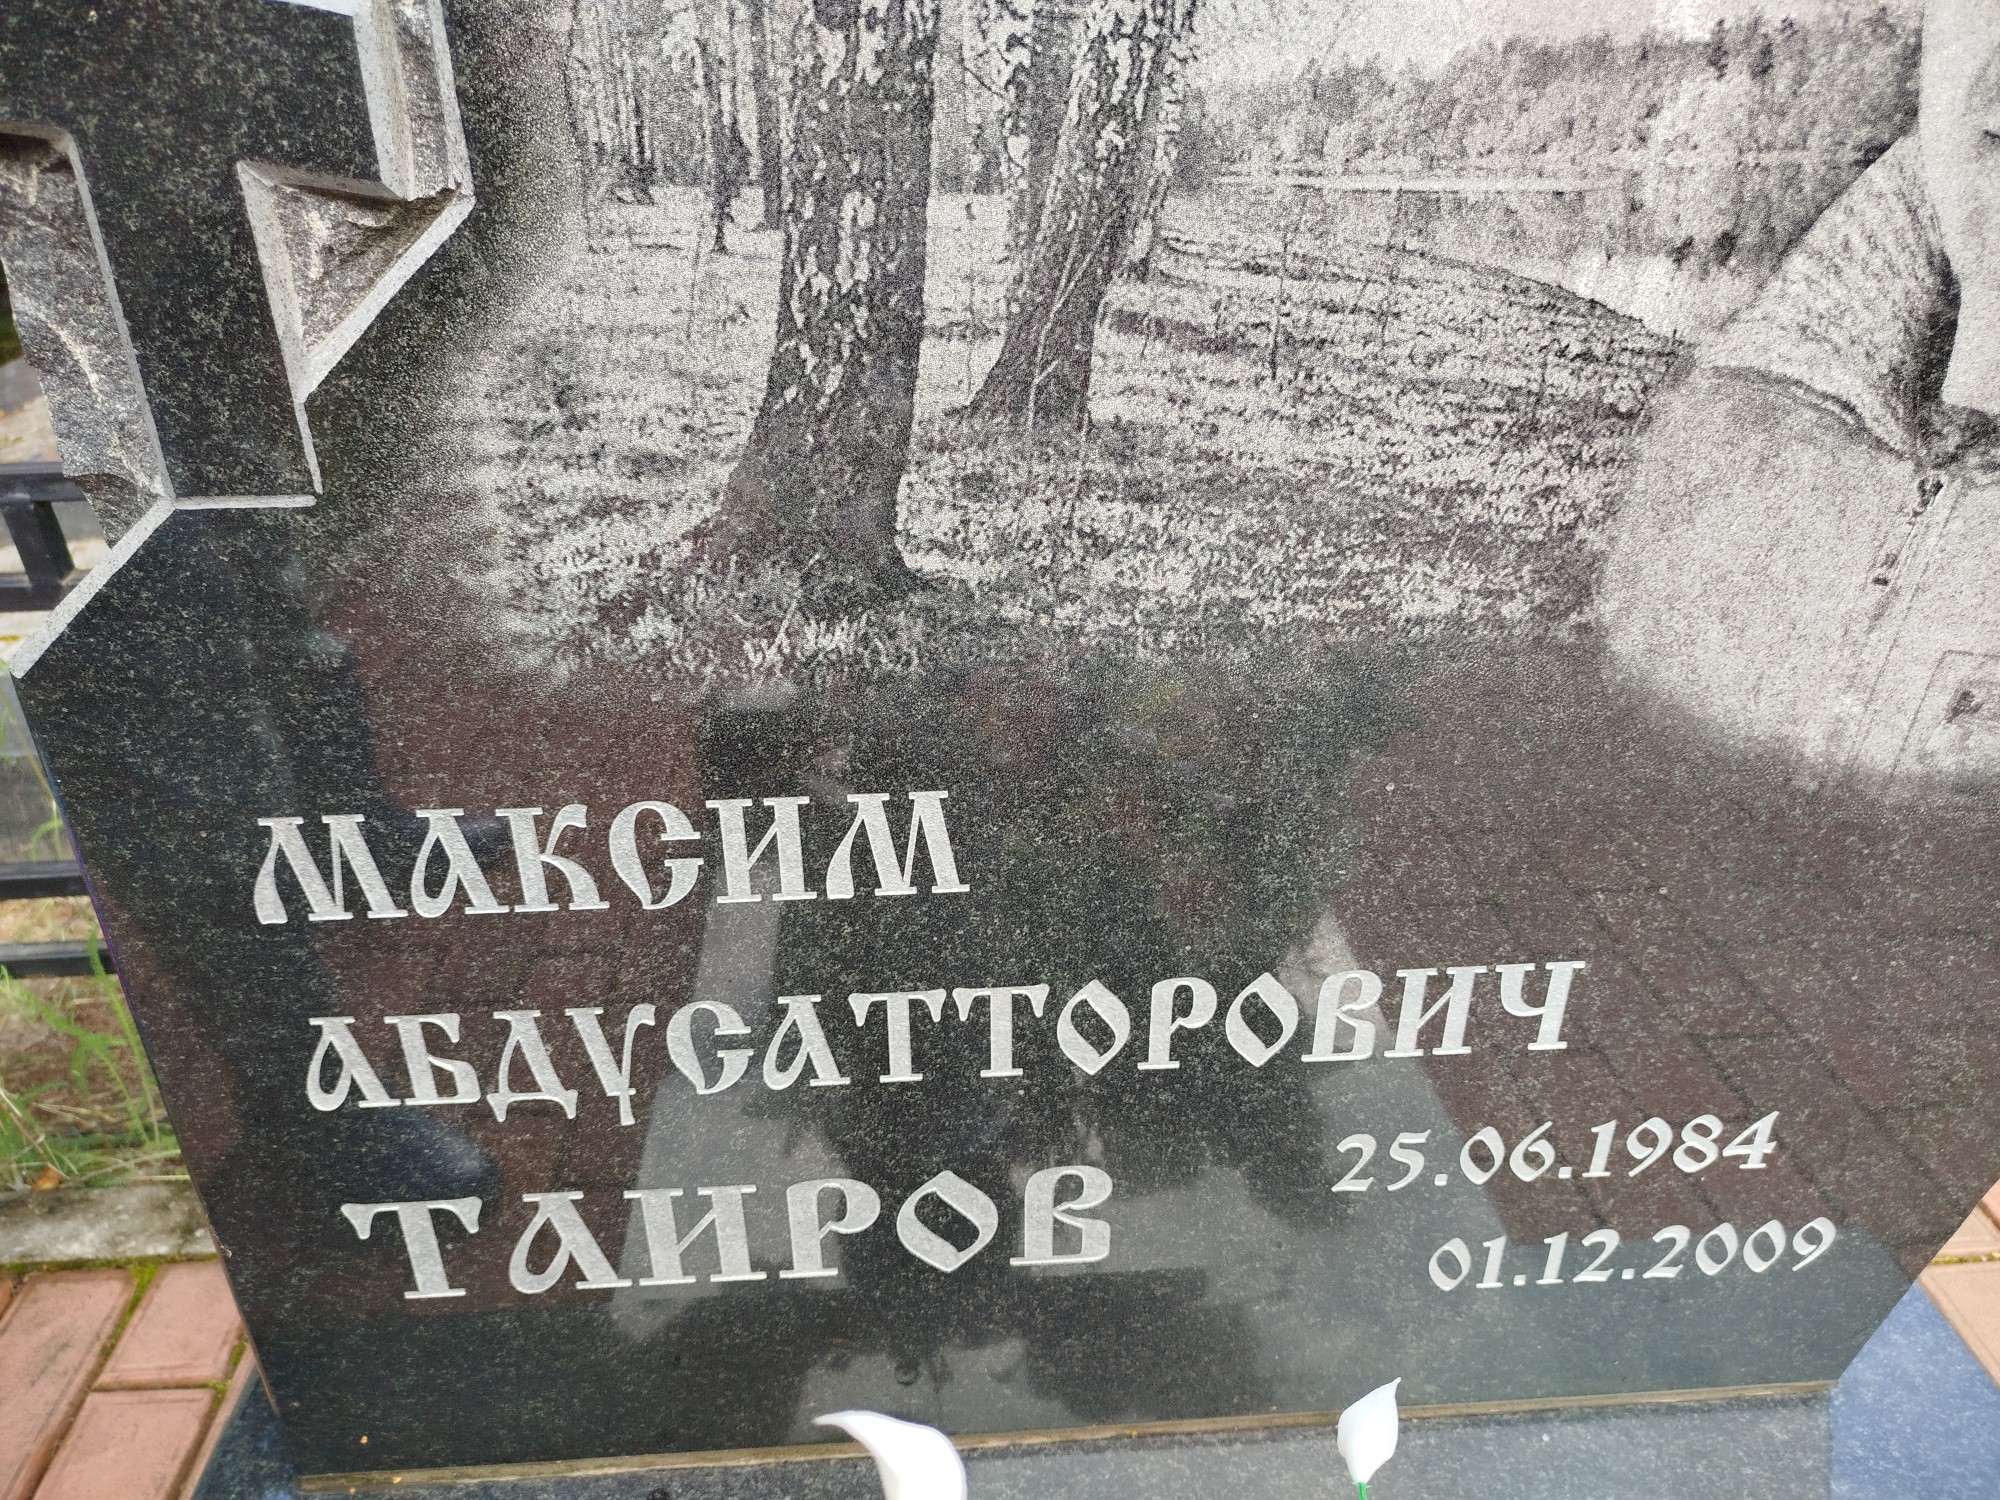 МАКСИМ
АБДУСАТТОРОВИЧ
ТАИРОВ
25.06.1984
01.12.2009